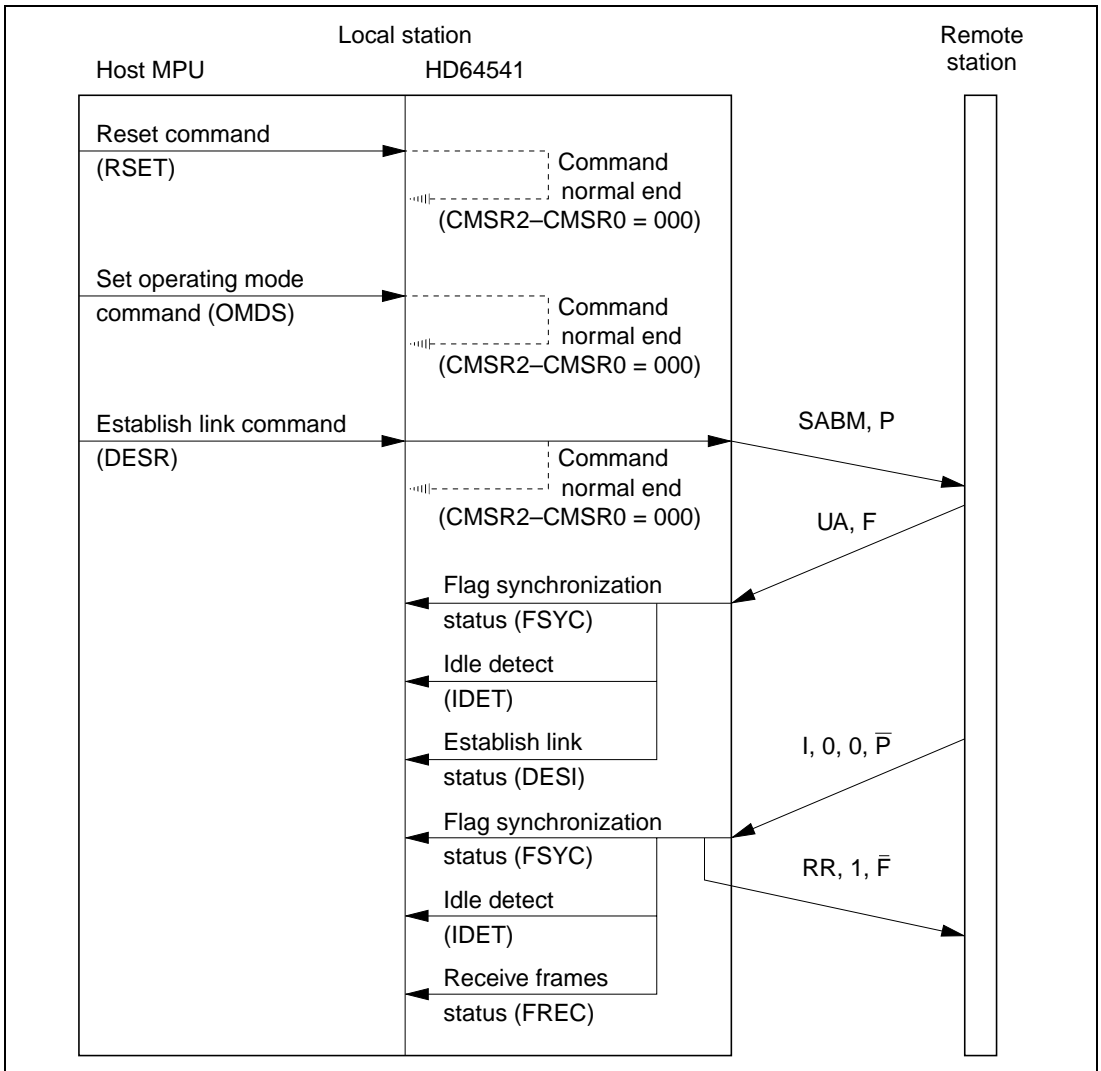 Local station
Remote
station
Host MPU
HD64541
Reset command
(RSET)
Command
normal end
(CMSR2–CMSR0 = 000)
Set operating mode
command (OMDS)
Command
normal end
(CMSR2–CMSR0 = 000)
Establish link command
(DESR)
SABM, P
Command
normal end
(CMSR2–CMSR0 = 000)
UA, F
Flag synchronization
status (FSYC)
Idle detect
(IDET)
Establish link
status (DESI)
I, 0, 0, P̅
Flag synchronization
status (FSYC)
RR, 1, F̅
Idle detect
(IDET)
Receive frames
status (FREC)